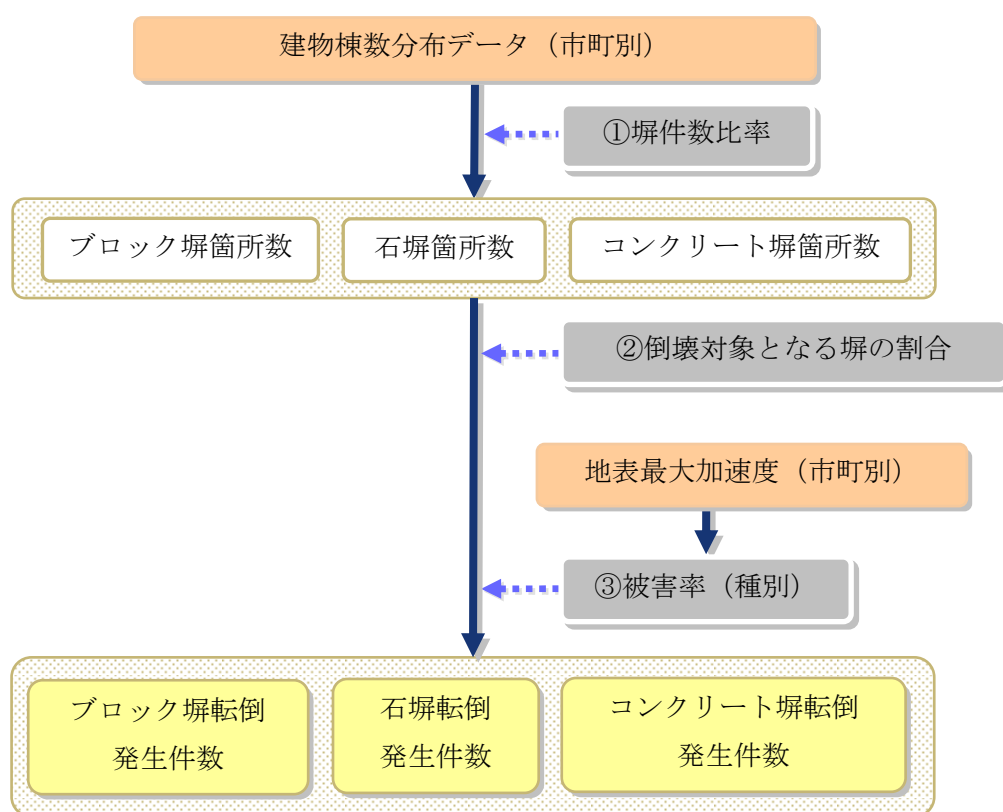 建物棟数分布データ（市町別）
①塀件数比率
ブロック塀箇所数
石塀箇所数
コンクリート塀箇所数
②倒壊対象となる塀の割合
地表最大加速度（市町別）
③被害率（種別）
ブロック塀転倒
発生件数
石塀転倒
発生件数
コンクリート塀転倒
発生件数